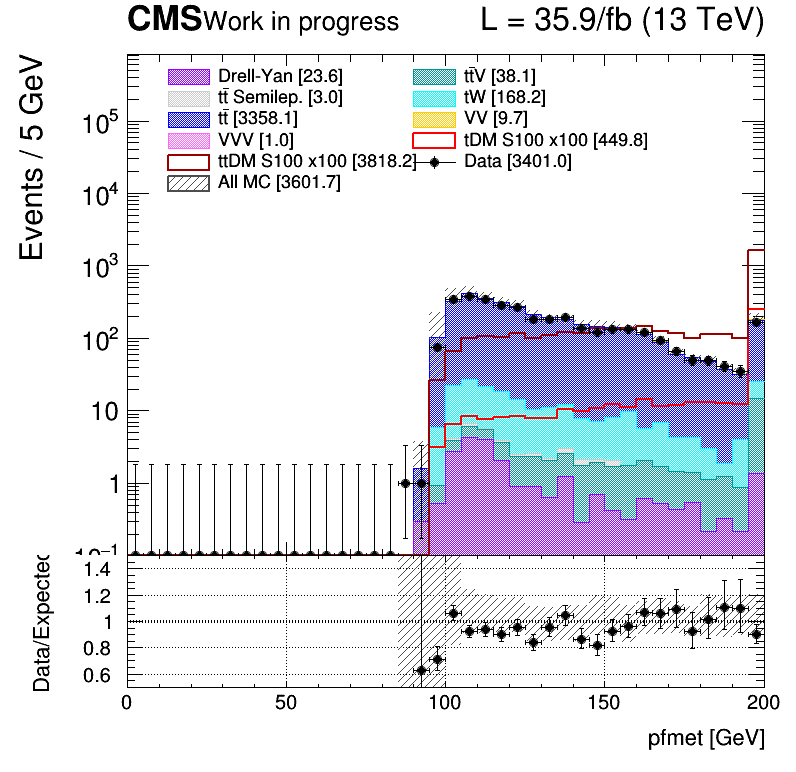 CMS Work in progress L = 35.9/fb (13 TeV)
Drell-Yan [23.6] tt̄V [38.1]
tt̄ Semilep. [3.0] tW [168.2]
tt̄ [3358.1] VV [9.7]
VVV [1.0] tDM S100 x100 [449.8]
ttDM S100 x100 [3818.2] Data [3401.0]
All MC [3601.7]
Events / 5 GeV
10⁵
10⁴
10³
10²
10
1
10⁻¹
Data/Expected
1.4
1.2
1
0.8
0.6
0 50 100 150 200
pfmet [GeV]